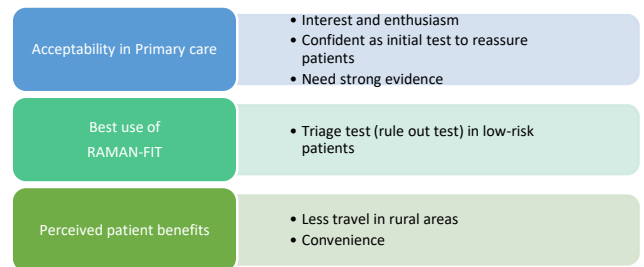 Acceptability in Primary care
• Interest and enthusiasm
• Confident as initial test to reassure
patients
• Need strong evidence
Best use of
RAMAN-FIT
• Triage test (rule out test) in low-risk
patients
Perceived patient benefits
• Less travel in rural areas
• Convenience